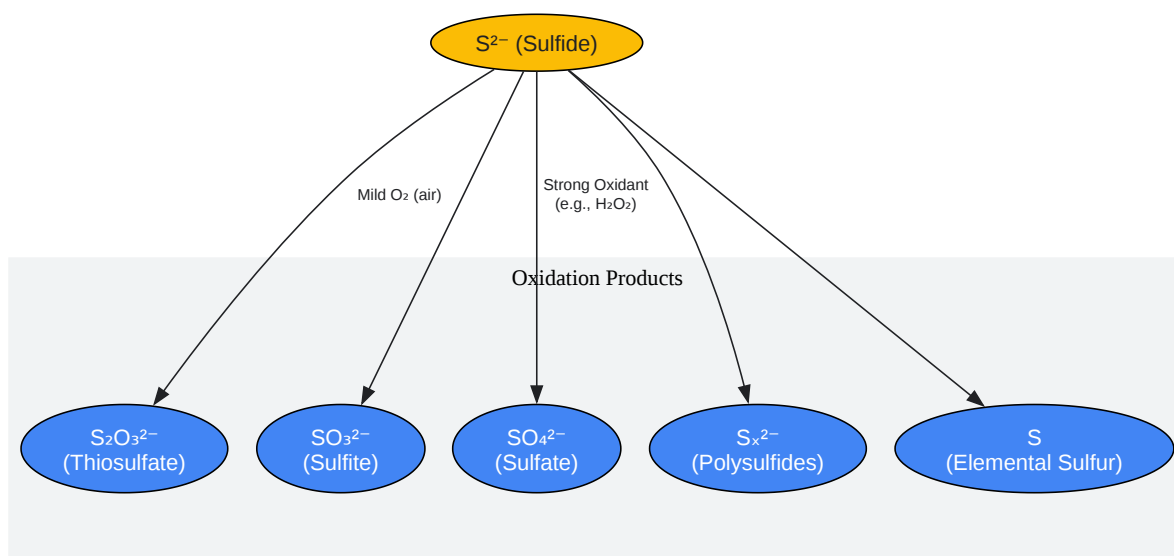 S²⁻ (Sulfide)
Mild O₂ (air)
Strong Oxidant
(e.g., H₂O₂)
Oxidation Products
S₂O₃²⁻
(Thiosulfate)
SO₃²⁻
(Sulfite)
SO₄²⁻
(Sulfate)
Sₓ²⁻
(Polysulfides)
S
(Elemental Sulfur)